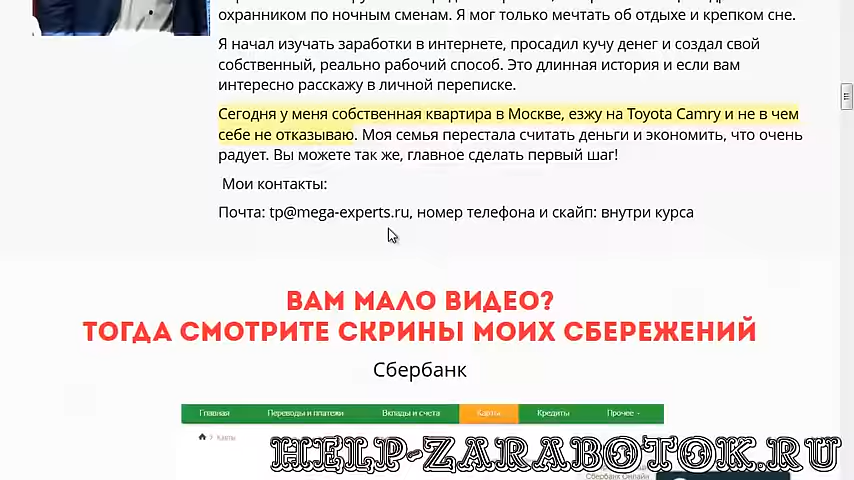 охранником по ночным сменам. Я мог только мечтать об отдыхе и крепком сне.
Я начал изучать заработки в интернете, просадил кучу денег и создал свой
собственный, реально рабочий способ. Это длинная история и если вам
интересно расскажу в личной переписке.
Сегодня у меня собственная квартира в Москве, езжу на Toyota Camry и не в чем
себе не отказываю. Моя семья перестала считать деньги и экономить, что очень
радует. Вы можете так же, главное сделать первый шаг!
Мои контакты:
Почта: tp@mega-experts.ru, номер телефона и скайп: внутри курса
ВАМ МАЛО ВИДЕО?
ТОГДА СМОТРИТЕ СКРИНЫ МОИХ СБЕРЕЖЕНИЙ
Сбербанк
Главная Переводы и платежи Вклады и счета Карты Кредиты Прочее
Карты
HELP-ZARABOTOK.RU
Сбербанк Онлайн